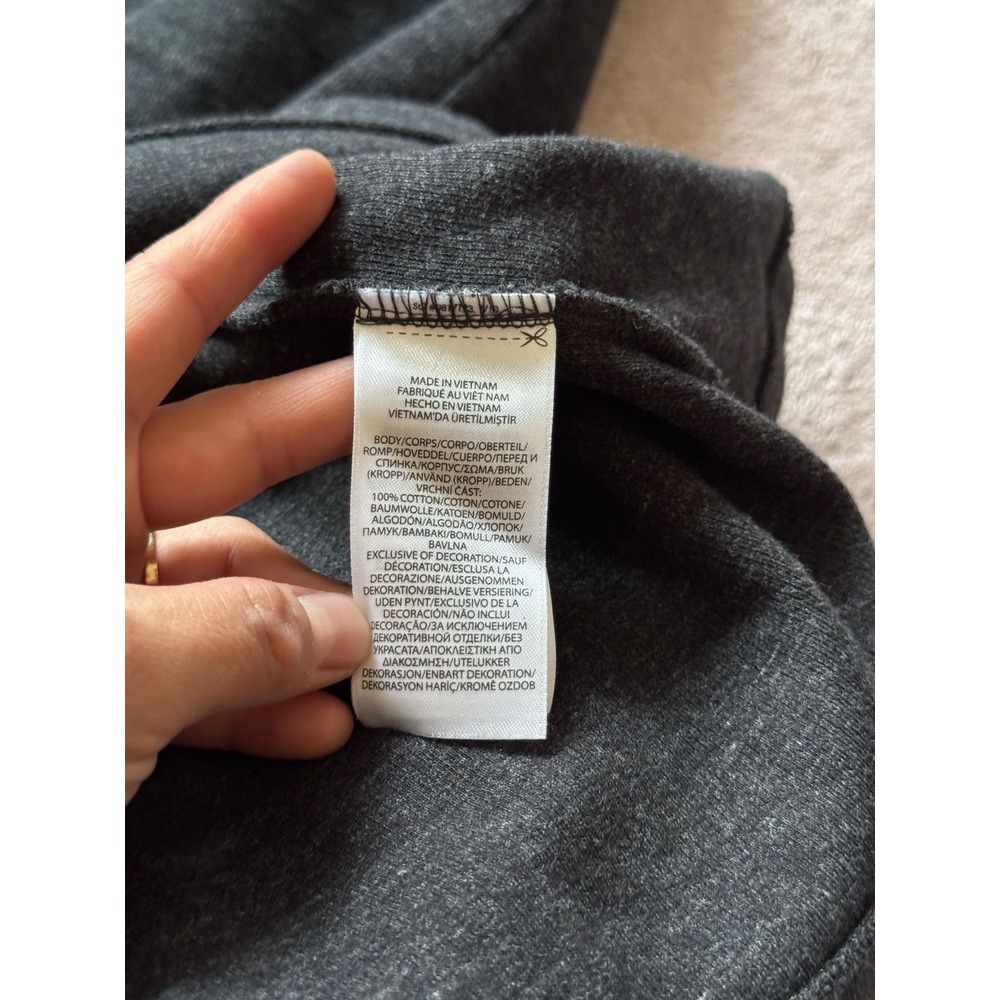 MADE IN VIETNAM
FABRIQUÉ AU VIÊT NAM
HECHO EN VIETNAM
VİETNAM'DA ÜRETİLMİŞTİR
BODY/CORPS/CORPO/OBERTEIL/
ROMP/HOVEDDEL/CUERPO/ПЕРЕД И
СПИНКА/КОРПУС/ΣΩΜΑ/BRUK
(KROPP)/ANVÄND (KROPP)/BEDEN/
VRCHNÍ ČÁST:
100% COTTON/COTON/COTONE/
BAUMWOLLE/KATOEN/BOMULD/
ALGODÓN/ALGODÃO/ХЛОПОК/
ПАМУК/ΒΑΜΒΑΚΙ/BOMULL/PAMUK/
BAVLNA
EXCLUSIVE OF DECORATION/SAUF
DÉCORATION/ESCLUSA LA
DECORAZIONE/AUSGENOMMEN
DEKORATION/BEHALVE VERSIERING/
UDEN PYNT/EXCLUSIVO DE LA
DECORACIÓN/NÃO INCLUI
DECORAÇÃO/ЗА ИСКЛЮЧЕНИЕМ
ДЕКОРАТИВНОЙ ОТДЕЛКИ/БЕЗ
УКРАСАТА/ΑΠΟΚΛΕΙΣΤΙΚΗ ΑΠΟ
ΔΙΑΚΟΣΜΗΣΗ/UTELUKKER
DEKORASJON/ENBART DEKORATION/
DEKORASYON HARİÇ/KROMĚ OZDOB